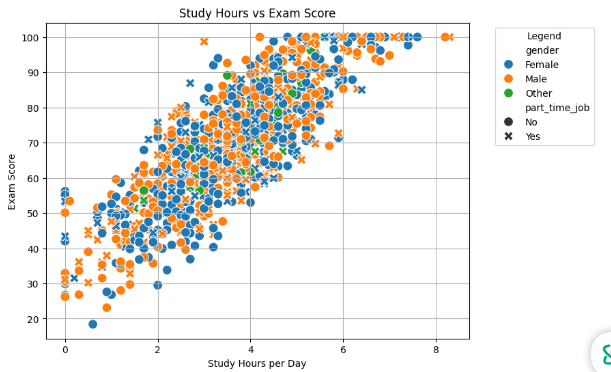 Study Hours vs Exam Score
Legend
gender
Female
Male
Other
part_time_job
No
Yes
Exam Score
100
90
80
70
60
50
40
30
20
0
2
4
6
8
Study Hours per Day